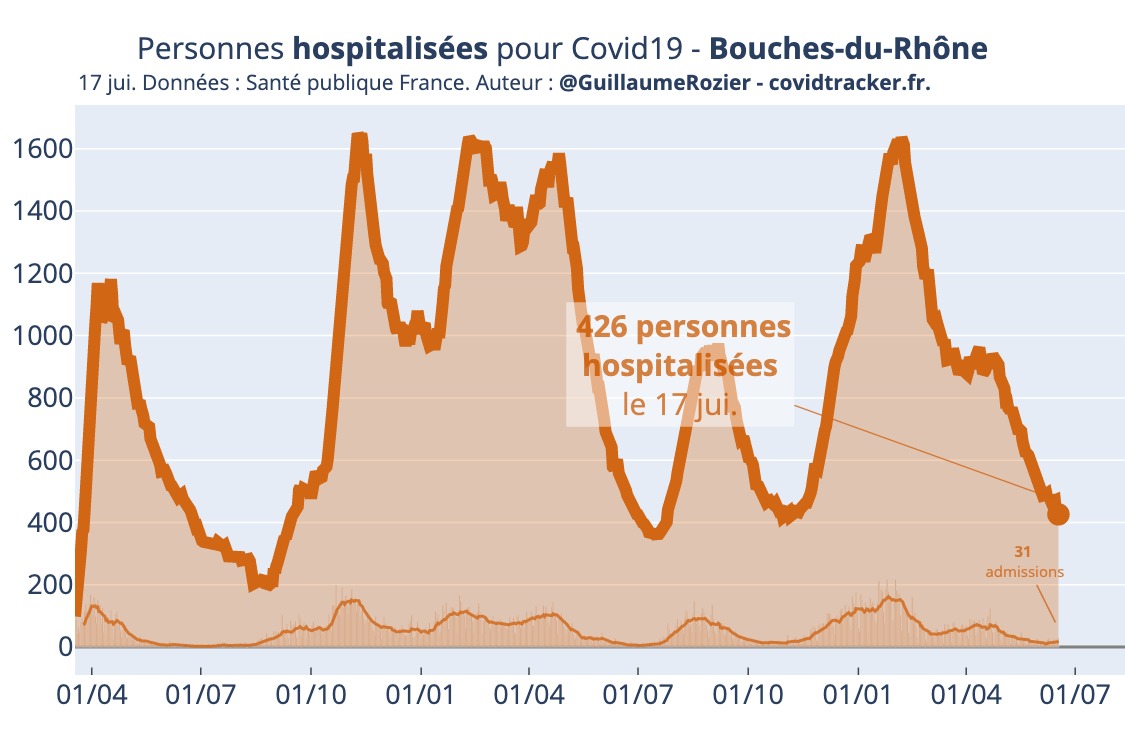 Personnes hospitalisées pour Covid19 - Bouches-du-Rhône
17 jui. Données : Santé publique France. Auteur : @GuillaumeRozier - covidtracker.fr.
1600
1400
1200
1000
800
600
400
200
0
426 personnes
hospitalisées
le 17 jui.
31
admissions
01/04 01/07 01/10 01/01 01/04 01/07 01/10 01/01 01/04 01/07